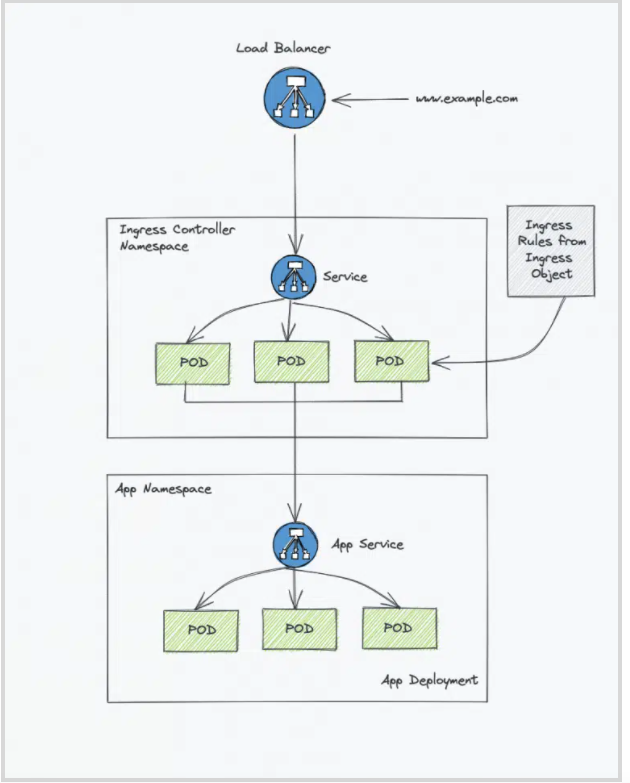 Load Balancer
www.example.com
Ingress Controller
Namespace
Ingress
Rules from
Ingress
Object
Service
POD
POD
POD
App Namespace
App Service
POD
POD
POD
App Deployment